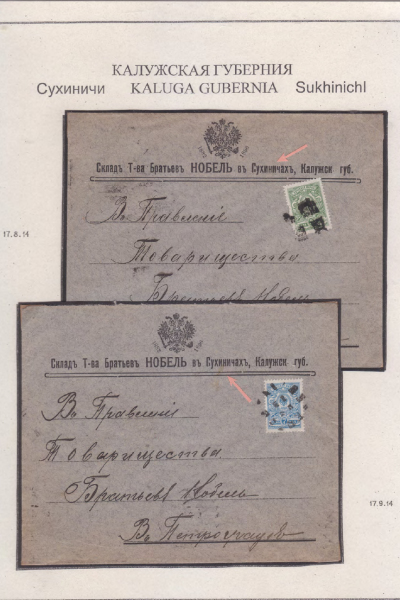 КАЛУЖСКАЯ ГУБЕРНИЯ
Сухиничи KALUGA GUBERNIA Sukhinichl
Складъ Т-ва Братьевъ НОБЕЛЬ въ Сухиничахъ, Калужск. губ.
17.8.14
Въ Правленiе
Товарищества
Братьевъ Нобель
Складъ Т-ва Братьевъ НОБЕЛЬ въ Сухиничахъ, Калужск. губ.
Въ Правленiе
Товарищества
Братьевъ Нобель
17.9.14
Въ Петроградѣ